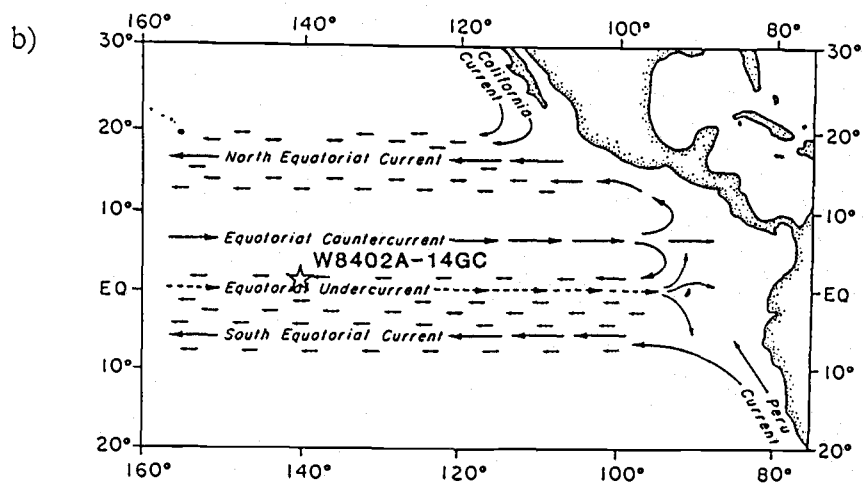 b)
160° 140° 120° 100° 80°
30° 30°
California
Current
20° 20°
North Equatorial Current
10° 10°
Equatorial Countercurrent
W8402A-14GC
EQ Equatorial Undercurrent EQ
South Equatorial Current
10° 10°
Peru
Current
20° 20°
160° 140° 120° 100° 80°